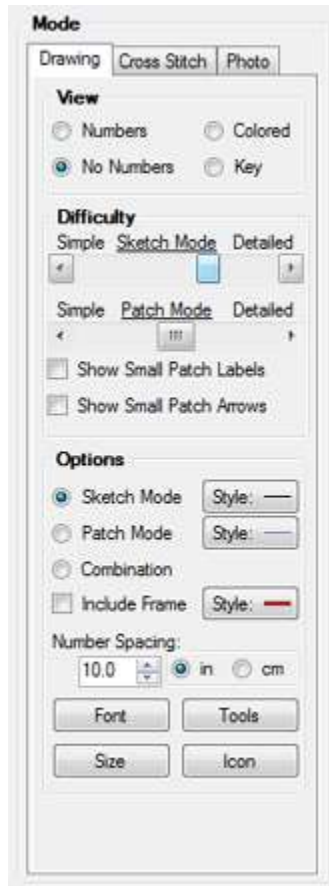 Mode
Drawing Cross Stitch Photo
View
Numbers Colored
No Numbers Key
Difficulty
Simple Sketch Mode Detailed
Simple Patch Mode Detailed
Show Small Patch Labels
Show Small Patch Arrows
Options
Sketch Mode Style:
Patch Mode Style:
Combination
Include Frame Style:
Number Spacing:
10.0 in cm
Font Tools
Size Icon